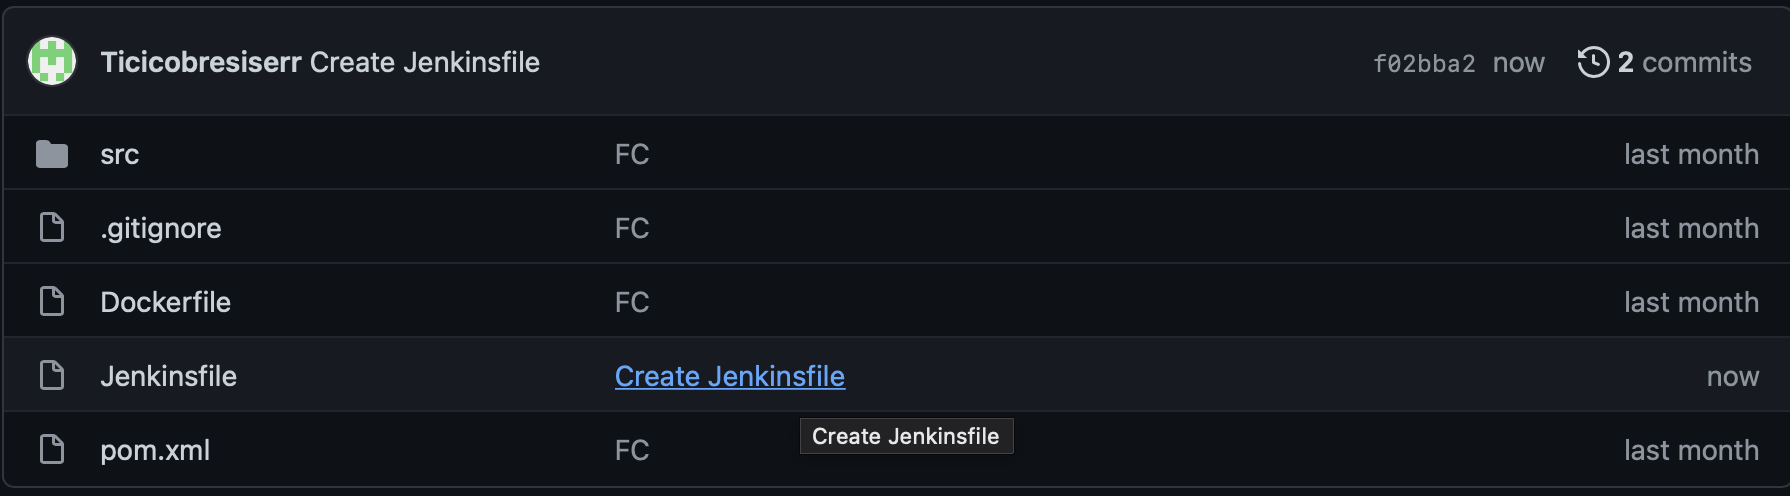 Ticicobresiserr Create Jenkinsfile f02bba2 now 2 commits
src FC last month
.gitignore FC last month
Dockerfile FC last month
Jenkinsfile Create Jenkinsfile now
Create Jenkinsfile
pom.xml FC last month